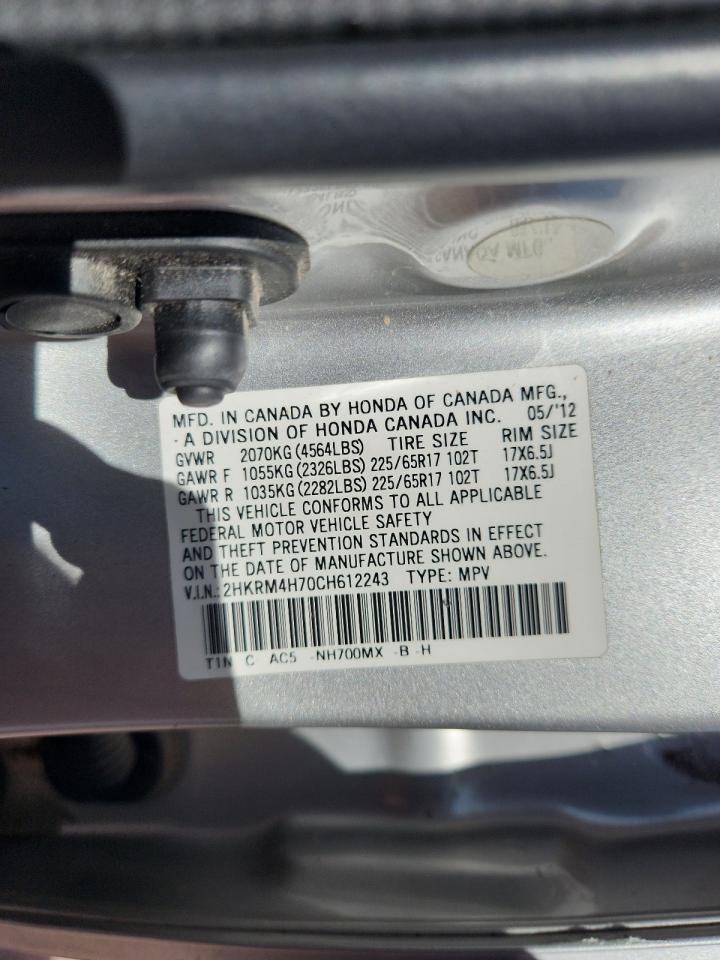 MFD. IN CANADA BY HONDA OF CANADA MFG.,
- A DIVISION OF HONDA CANADA INC. 05/'12
GVWR 2070KG (4564LBS) TIRE SIZE RIM SIZE
GAWR F 1055KG (2326LBS) 225/65R17 102T 17X6.5J
GAWR R 1035KG (2282LBS) 225/65R17 102T 17X6.5J
THIS VEHICLE CONFORMS TO ALL APPLICABLE
FEDERAL MOTOR VEHICLE SAFETY
AND THEFT PREVENTION STANDARDS IN EFFECT
ON THE DATE OF MANUFACTURE SHOWN ABOVE.
V.I.N.: 2HKRM4H70CH612243 TYPE: MPV
T1N C AC5 -NH700MX -B -H